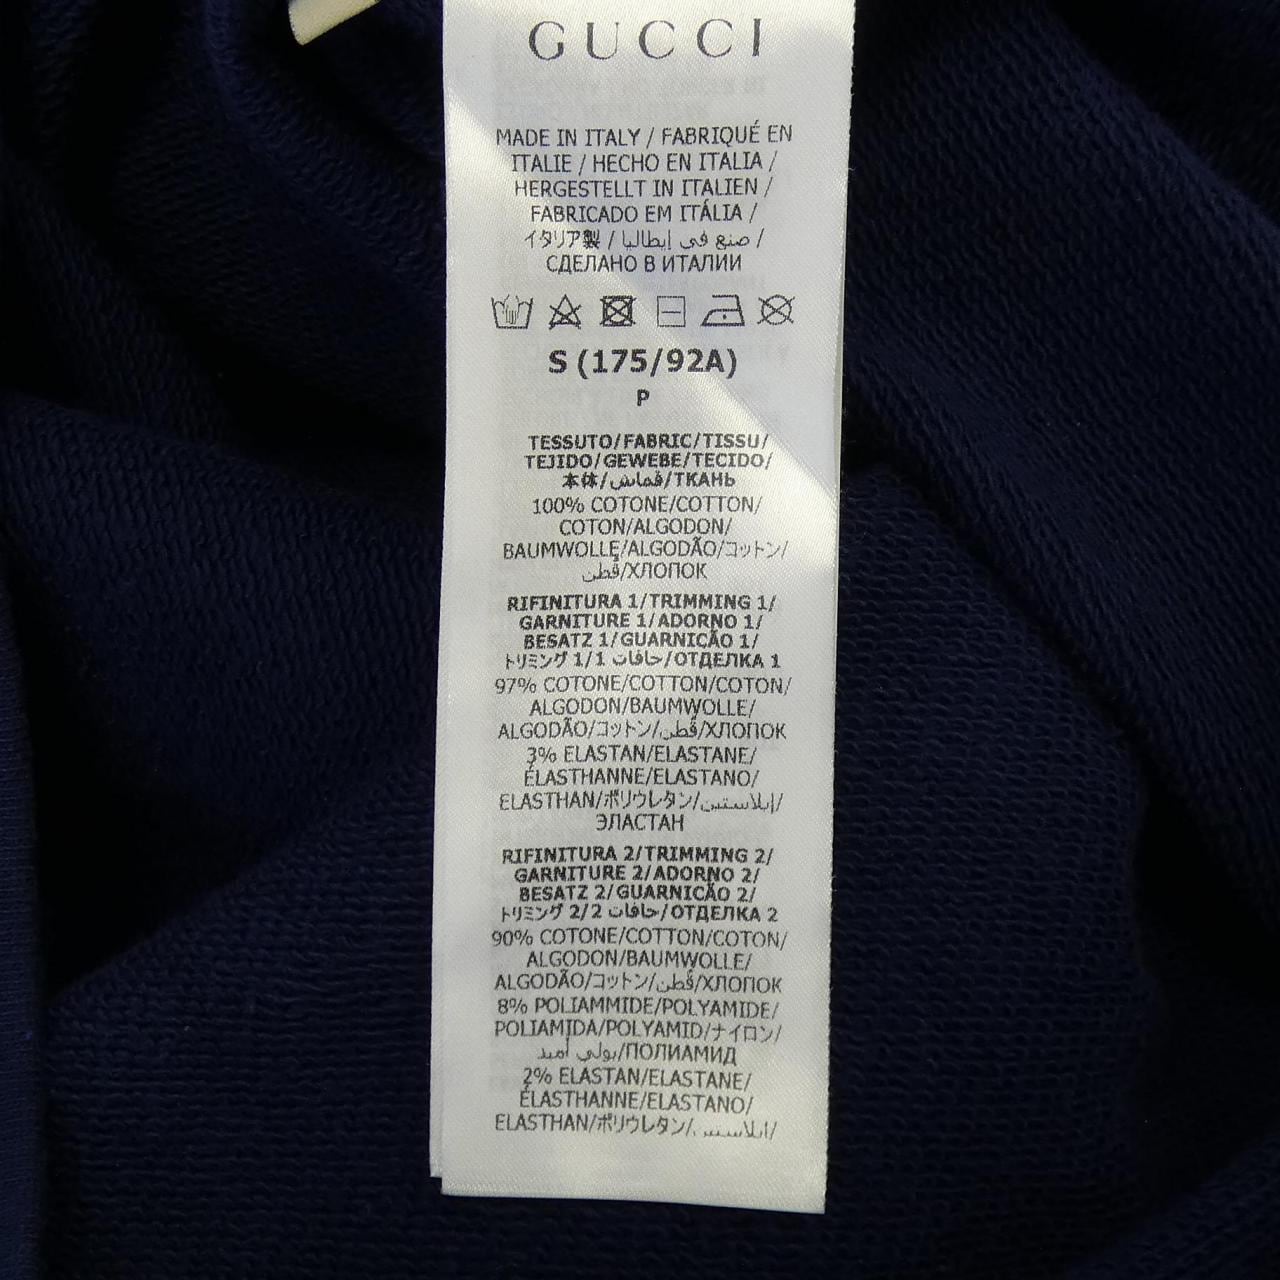 GUCCI
MADE IN ITALY / FABRIQUÉ EN
ITALIE / HECHO EN ITALIA /
HERGESTELLT IN ITALIEN /
FABRICADO EM ITÁLIA /
イタリア製 / صنع في إيطاليا /
СДЕЛАНО В ИТАЛИИ
S (175/92A)
P
TESSUTO/FABRIC/TISSU/
TEJIDO/GEWEBE/TECIDO/
本体/قماش/ТКАНЬ
100% COTONE/COTTON/
COTON/ALGODON/
BAUMWOLLE/ALGODÃO/コットン/
قطن/ХЛОПОК
RIFINITURA 1/TRIMMING 1/
GARNITURE 1/ADORNO 1/
BESATZ 1/GUARNIÇÃO 1/
トリミング 1/1 حافات/ОТДЕЛКА 1
97% COTONE/COTTON/COTON/
ALGODON/BAUMWOLLE/
ALGODÃO/コットン/قطن/ХЛОПОК
3% ELASTAN/ELASTANE/
ÉLASTHANNE/ELASTANO/
ELASTHAN/ポリウレタン/إيلاستين/
ЭЛАСТАН
RIFINITURA 2/TRIMMING 2/
GARNITURE 2/ADORNO 2/
BESATZ 2/GUARNIÇÃO 2/
トリミング 2/2 حافات/ОТДЕЛКА 2
90% COTONE/COTTON/COTON/
ALGODON/BAUMWOLLE/
ALGODÃO/コットン/قطن/ХЛОПОК
8% POLIAMMIDE/POLYAMIDE/
POLIAMIDA/POLYAMID/ナイロン/
بولي أميد/ПОЛИАМИД
2% ELASTAN/ELASTANE/
ÉLASTHANNE/ELASTANO/
ELASTHAN/ポリウレタン/إيلاستين/